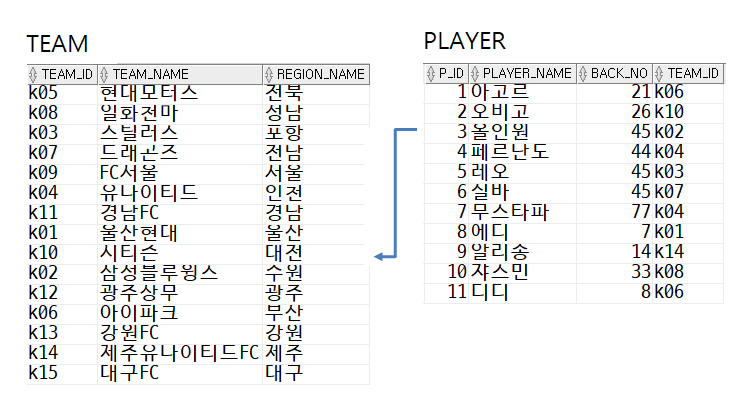 TEAM
TEAM_ID TEAM_NAME REGION_NAME
k05 현대모터스 전북
k08 일화천마 성남
k03 스틸러스 포항
k07 드래곤즈 전남
k09 FC서울 서울
k04 유나이티드 인천
k11 경남FC 경남
k01 울산현대 울산
k10 시티즌 대전
k02 삼성블루윙스 수원
k12 광주상무 광주
k06 아이파크 부산
k13 강원FC 강원
k14 제주유나이티드FC 제주
k15 대구FC 대구
PLAYER
P_ID PLAYER_NAME BACK_NO TEAM_ID
1 아고르 21 k06
2 오비고 26 k10
3 올인원 45 k02
4 페르난도 44 k04
5 레오 45 k03
6 실바 45 k07
7 무스타파 77 k04
8 에디 7 k01
9 알리송 14 k14
10 쟈스민 33 k08
11 디디 8 k06